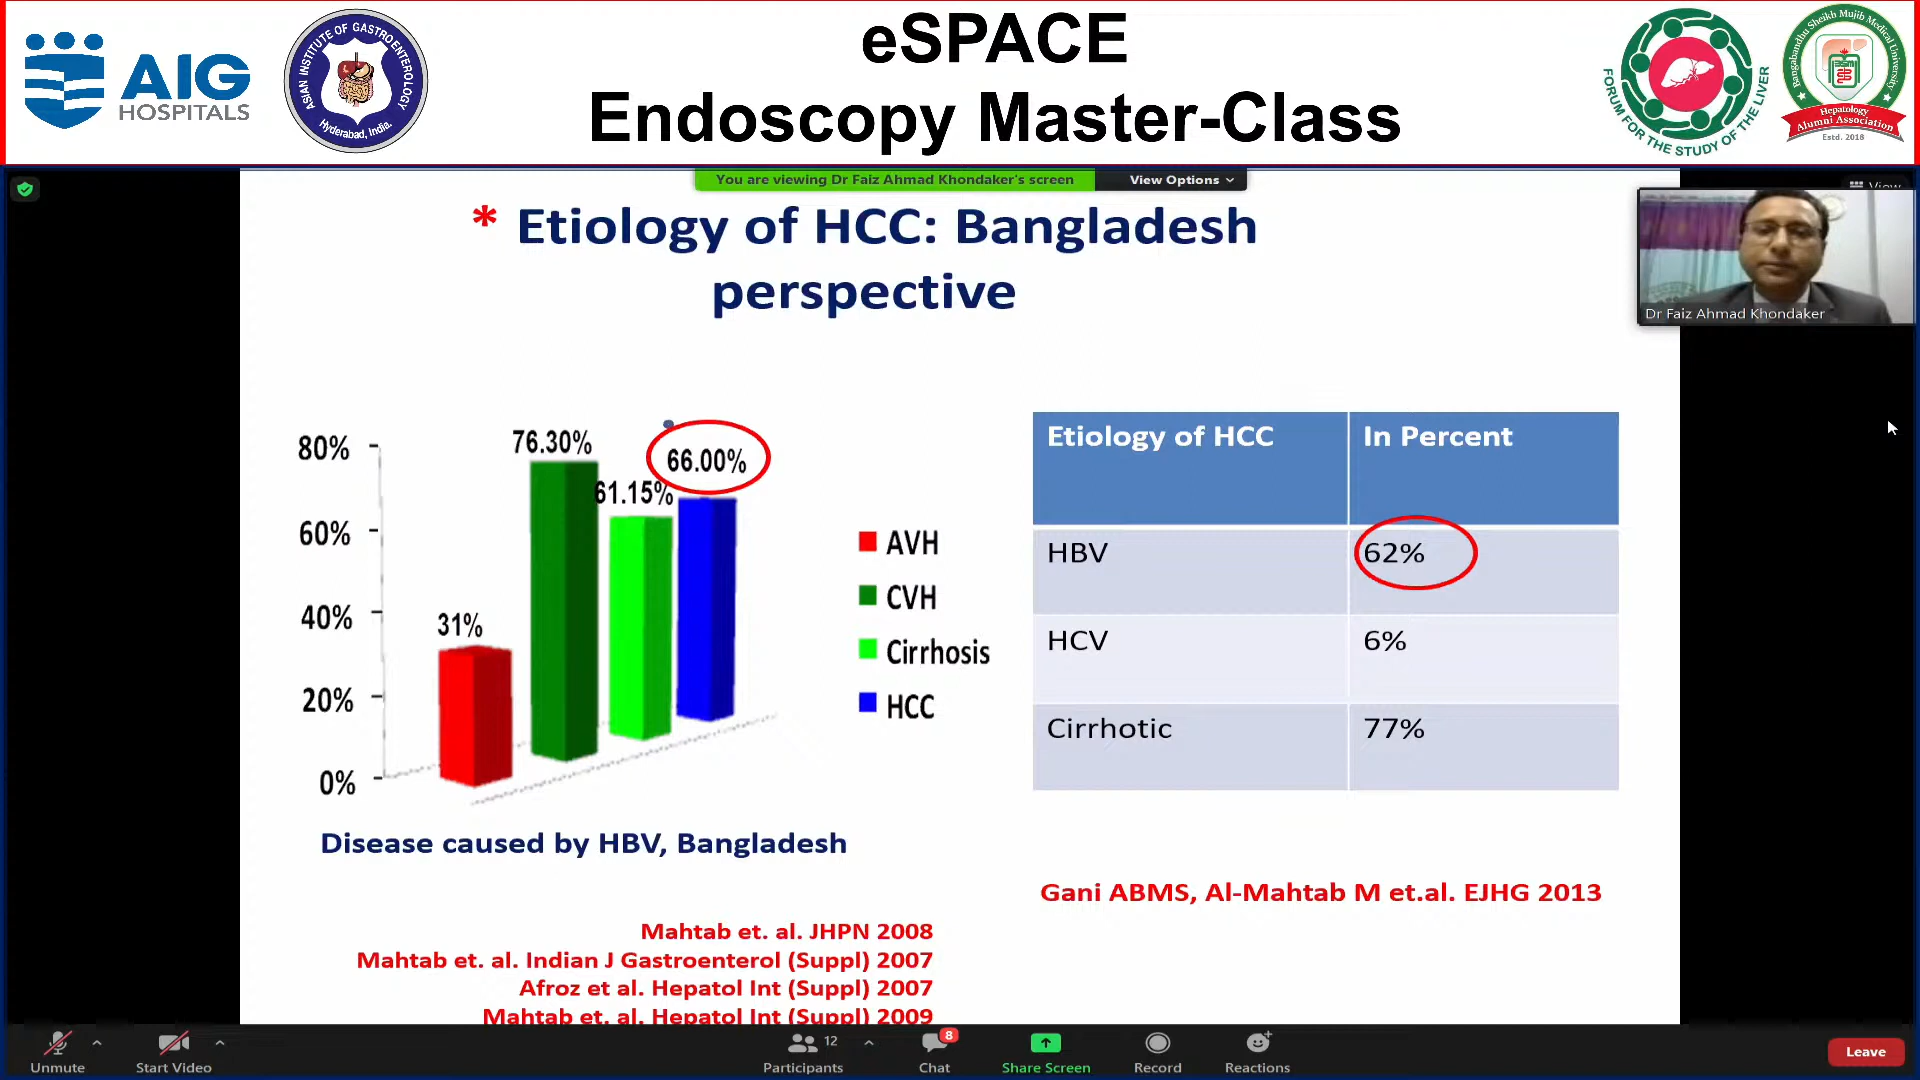 AIG
HOSPITALS
ASIAN INSTITUTE OF GASTROENTEROLOGY
Hyderabad, India.
eSPACE
Endoscopy Master-Class
FORUM FOR THE STUDY OF THE LIVER
Bangabandhu Sheikh Mujib Medical University
Hepatology
Alumni Association
Estd. 2018
You are viewing Dr Faiz Ahmad Khondaker's screen
View Options
View
Dr Faiz Ahmad Khondaker
* Etiology of HCC: Bangladesh
perspective
80%
60%
40%
20%
0%
31%
76.30%
61.15%
66.00%
AVH
CVH
Cirrhosis
HCC
Disease caused by HBV, Bangladesh
Etiology of HCC In Percent
HBV 62%
HCV 6%
Cirrhotic 77%
Gani ABMS, Al-Mahtab M et.al. EJHG 2013
Mahtab et. al. JHPN 2008
Mahtab et. al. Indian J Gastroenterol (Suppl) 2007
Afroz et al. Hepatol Int (Suppl) 2007
Mahtab et. al. Hepatol Int (Suppl) 2009
Unmute
Start Video
12
Participants
8
Chat
Share Screen
Record
Reactions
Leave